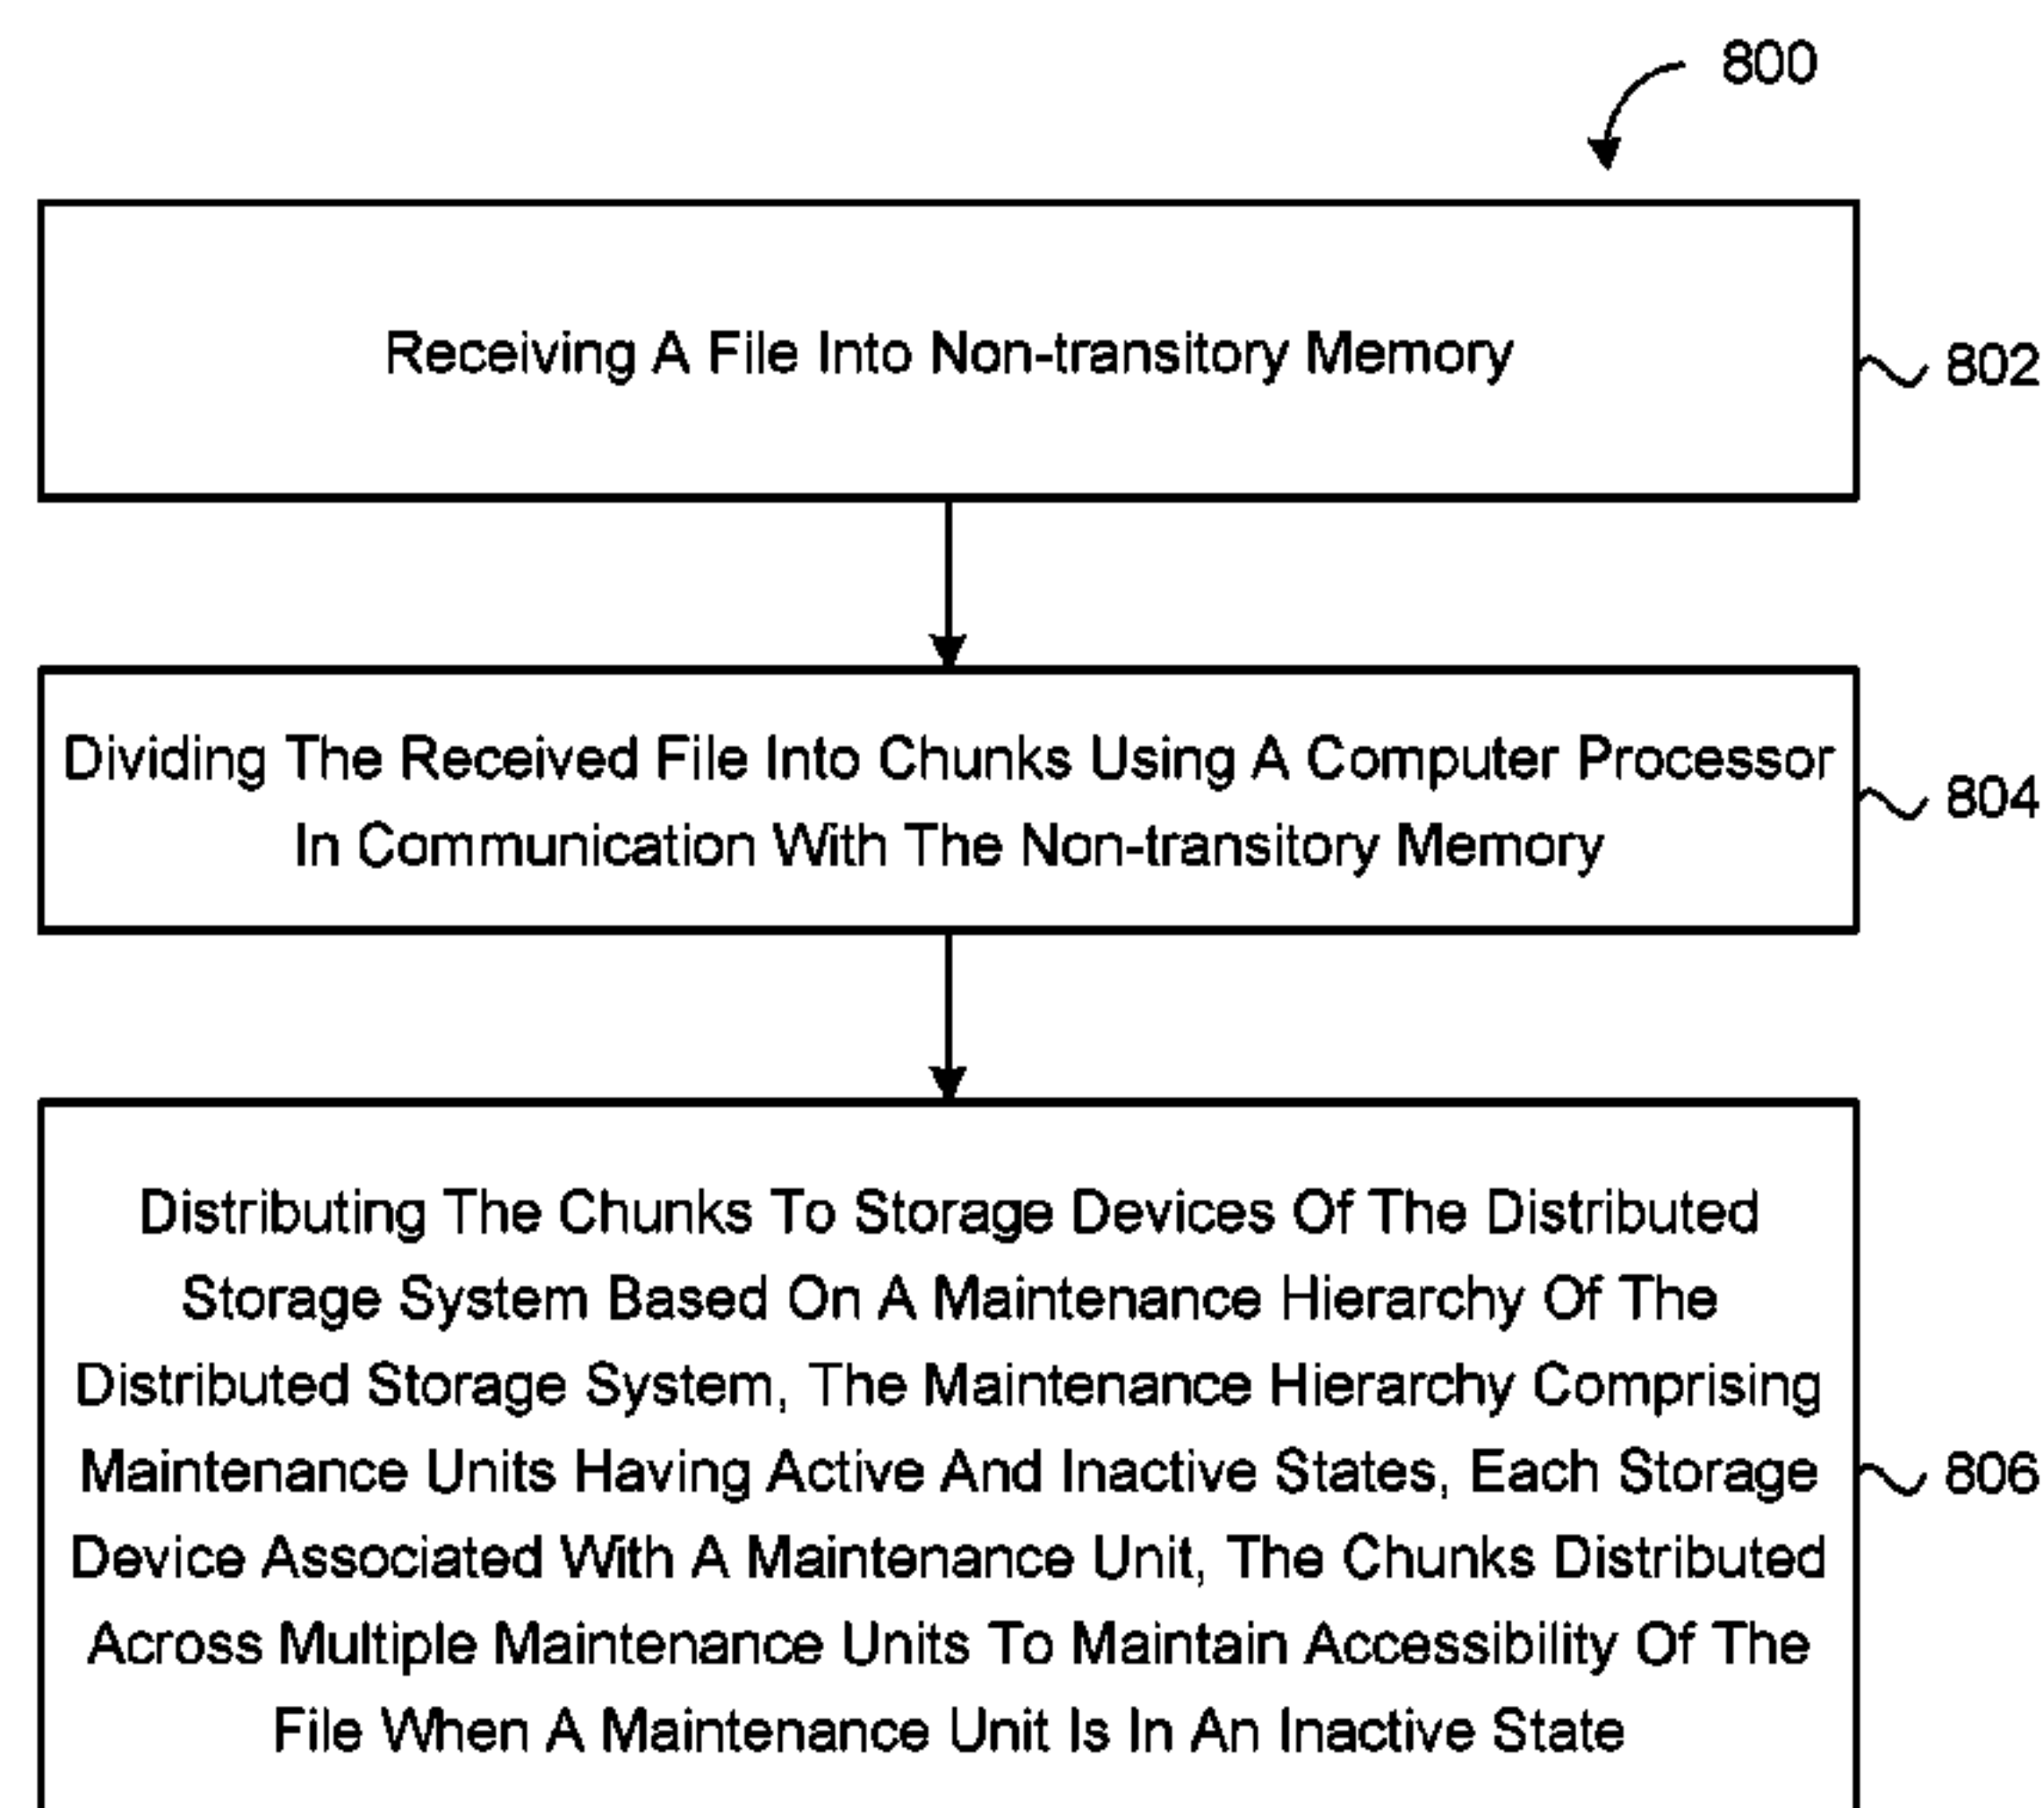 800
Receiving A File Into Non-transitory Memory
802
Dividing The Received File Into Chunks Using A Computer Processor
In Communication With The Non-transitory Memory
804
Distributing The Chunks To Storage Devices Of The Distributed
Storage System Based On A Maintenance Hierarchy Of The
Distributed Storage System, The Maintenance Hierarchy Comprising
Maintenance Units Having Active And Inactive States, Each Storage
Device Associated With A Maintenance Unit, The Chunks Distributed
Across Multiple Maintenance Units To Maintain Accessibility Of The
File When A Maintenance Unit Is In An Inactive State
806